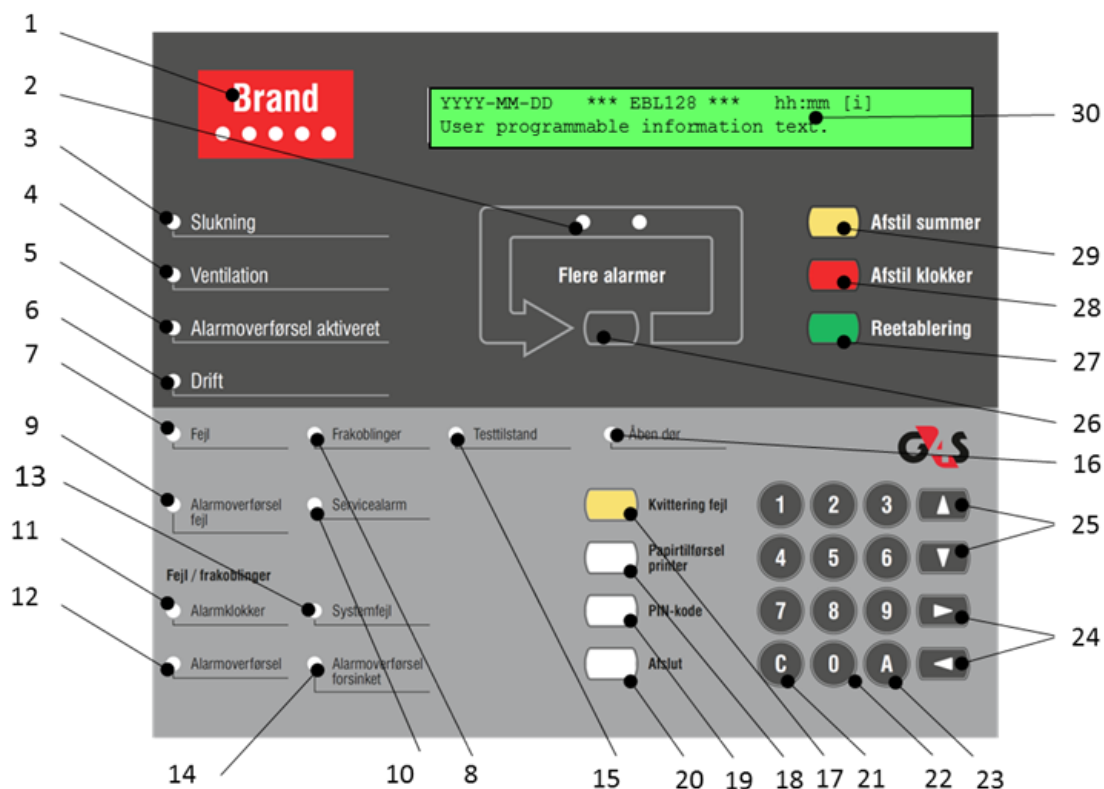 1
2
3
4
5
6
7
9
13
11
12
Brand
YYYY-MM-DD *** EBL128 *** hh:mm [i]
User programmable information text.
30
Slukning
Ventilation
Alarmoverførsel aktiveret
Drift
Flere alarmer
Afstil summer
Afstil klokker
Reetablering
29
28
27
26
16
Fejl
Frakoblinger
Testtilstand
Åben dør
G4S
Alarmoverførsel
fejl
Servicealarm
Fejl / frakoblinger
Alarmklokker
Systemfejl
Alarmoverførsel
Alarmoverførsel
forsinket
Kvittering fejl
Papirtilførsel
printer
PIN-kode
Afslut
1 2 3
4 5 6
7 8 9
C 0 A
25
24
14 10 8 15 20 19 18 17 21 22 23